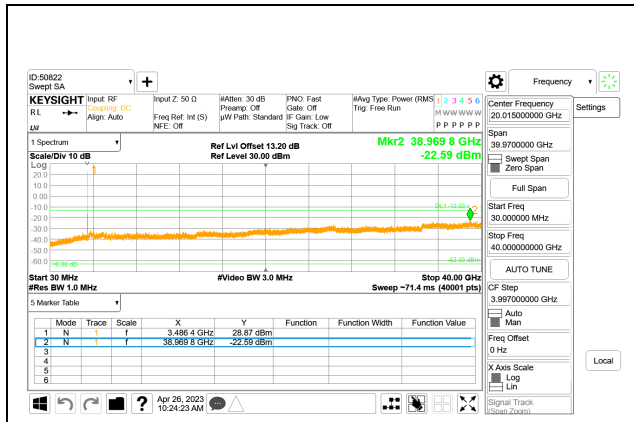 ID:50822
Swept SA
Frequency
KEYSIGHT
RL
LXI
Input: RF
Coupling: DC
Align: Auto
Input Z: 50 Ω
Freq Ref: Int (S)
NFE: Off
#Atten: 30 dB
Preamp: Off
µW Path: Standard
PNO: Fast
Gate: Off
IF Gain: Low
Sig Track: Off
#Avg Type: Power (RMS
Trig: Free Run
1 2 3 4 5 6
M W W W W W
P P P P P P
1 Spectrum
Scale/Div 10 dB
Ref Lvl Offset 13.20 dB
Ref Level 30.00 dBm
Mkr2 38.969 8 GHz
-22.59 dBm
Log
20.0
10.0
0.00
-10.0
-20.0
-30.0
-40.0
-50.0
-60.0
1
2
DL1 -13.00
Start 30 MHz
#Res BW 1.0 MHz
#Video BW 3.0 MHz
Stop 40.00 GHz
Sweep ~71.4 ms (40001 pts)
5 Marker Table
Mode Trace Scale X Y Function Function Width Function Value
1 N 1 f 3.486 4 GHz 28.87 dBm
2 N 1 f 38.969 8 GHz -22.59 dBm
3
4
5
6
Apr 26, 2023
10:24:23 AM
Center Frequency
20.015000000 GHz
Settings
Span
39.9700000 GHz
Swept Span
Zero Span
Full Span
Start Freq
30.000000 MHz
Stop Freq
40.000000000 GHz
AUTO TUNE
CF Step
3.997000000 GHz
Auto
Man
Freq Offset
0 Hz
X Axis Scale
Log
Lin
Signal Track
(Span Zoom)
Local